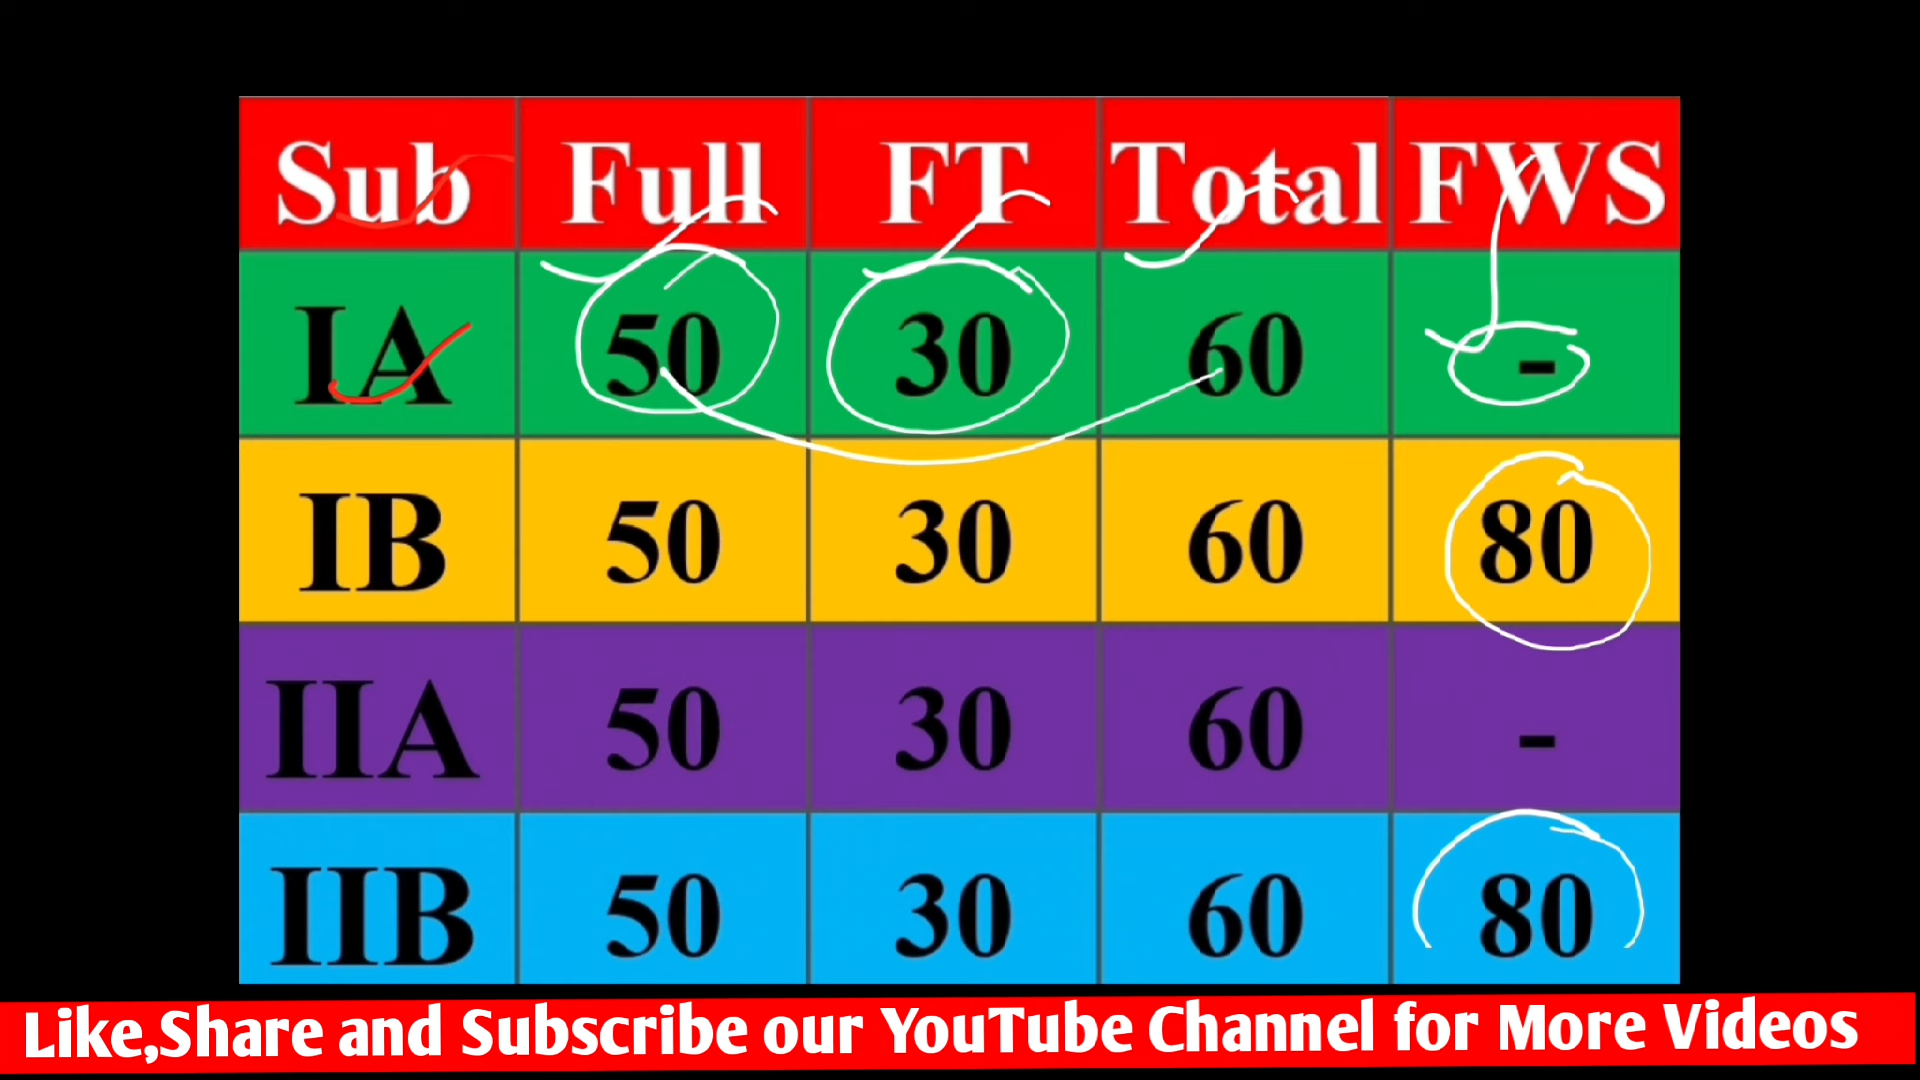 Sub Full FT Total FWS
IA 50 30 60 -
IB 50 30 60 80
IIA 50 30 60 -
IIB 50 30 60 80
Like,Share and Subscribe our YouTube Channel for More Videos